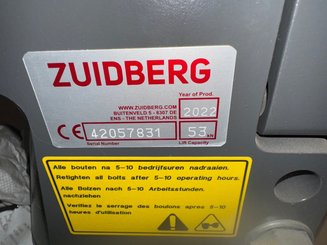 ZUIDBERG
WWW.ZUIDBERG.COM
BUITENVELD 5 - 8307 DE
ENS - THE NETHERLANDS
Year of Prod.
2022
CE 42057831 53 kN
Serial Number Lift Capacity
Alle bouten na 5-10 bedrijfsuren nadraaien.
Retighten all bolts after 5-10 operating hours.
Alle Bolzen nach 5-10 Arbeitsstunden.
nachziehen
Verifiez le serrage des boulons apres 5-10
heures d'utilisation